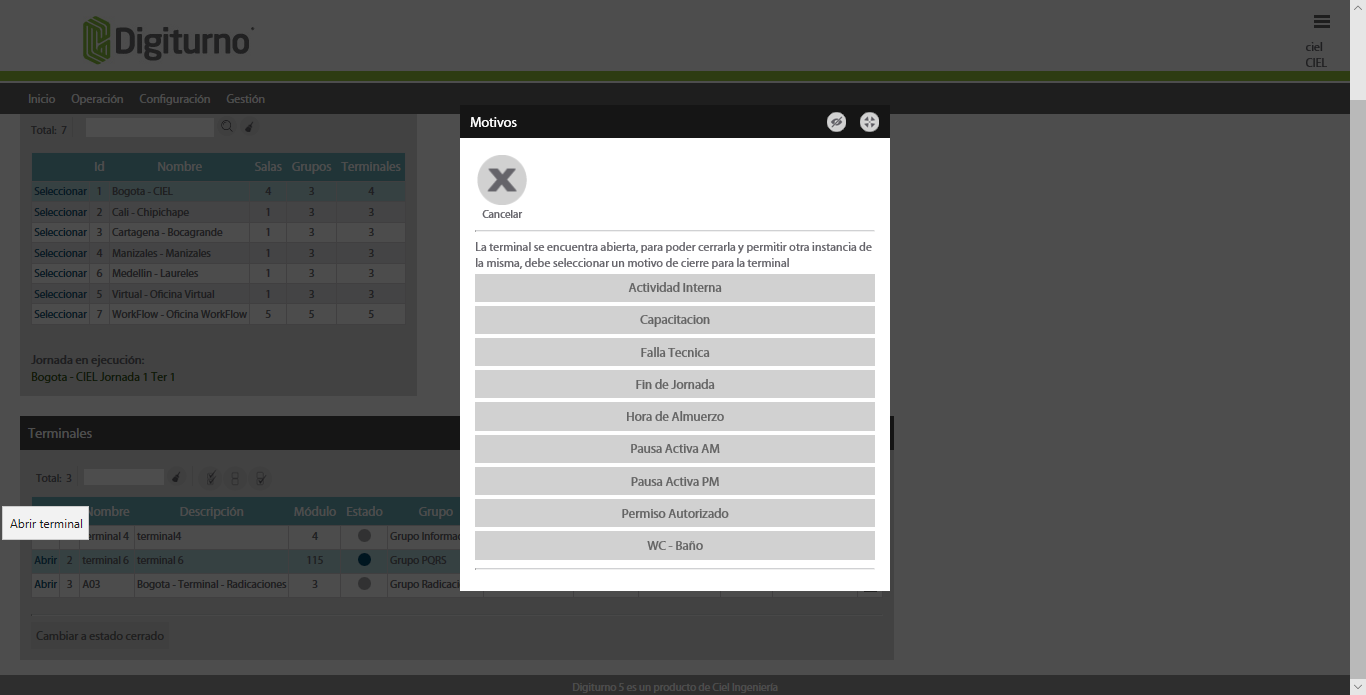 Digiturno
ciel
CIEL
Inicio Operación Configuración Gestión
Total: 7
Id Nombre Salas Grupos Terminales
Seleccionar 1 Bogota - CIEL 4 3 4
Seleccionar 2 Cali - Chipichape 1 3 3
Seleccionar 3 Cartagena - Bocagrande 1 3 3
Seleccionar 4 Manizales - Manizales 1 3 3
Seleccionar 6 Medellin - Laureles 1 3 3
Seleccionar 5 Virtual - Oficina Virtual 1 3 3
Seleccionar 7 WorkFlow - Oficina WorkFlow 5 5 5
Jornada en ejecución:
Bogota - CIEL Jornada 1 Ter 1
Motivos
Cancelar
La terminal se encuentra abierta, para poder cerrarla y permitir otra instancia de
la misma, debe seleccionar un motivo de cierre para la terminal
Actividad Interna
Capacitacion
Falla Tecnica
Fin de Jornada
Hora de Almuerzo
Pausa Activa AM
Pausa Activa PM
Permiso Autorizado
WC - Baño
Terminales
Total: 3
Nombre Descripción Módulo Estado Grupo
Abrir terminal
terminal 4 terminal4 4 Grupo Informac
Abrir 2 terminal 6 terminal 6 115 Grupo PQRS
Abrir 3 A03 Bogota - Terminal - Radicaciones 3 Grupo Radicaci
Cambiar a estado cerrado
Digiturno 5 es un producto de Ciel Ingeniería